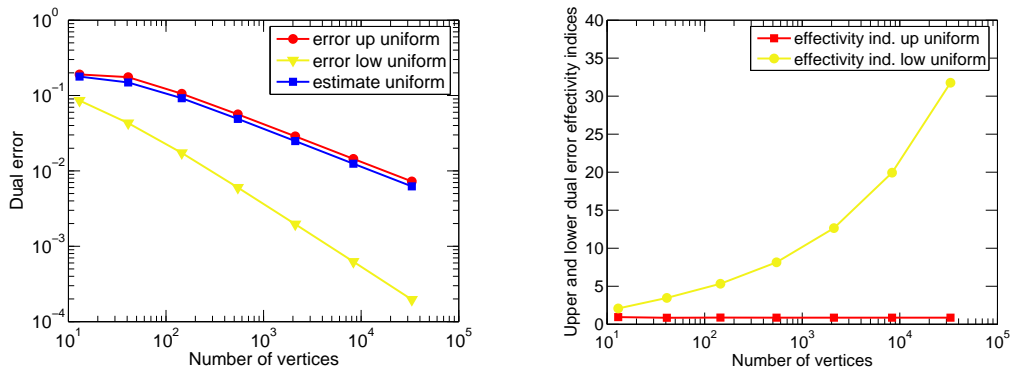 10^0
10^-1
10^-2
10^-3
10^-4
Dual error
error up uniform
error low uniform
estimate uniform
10^1
10^2
10^3
10^4
10^5
Number of vertices
40
35
30
25
20
15
10
5
0
Upper and lower dual error effectivity indices
effectivity ind. up uniform
effectivity ind. low uniform
10^1
10^2
10^3
10^4
10^5
Number of vertices